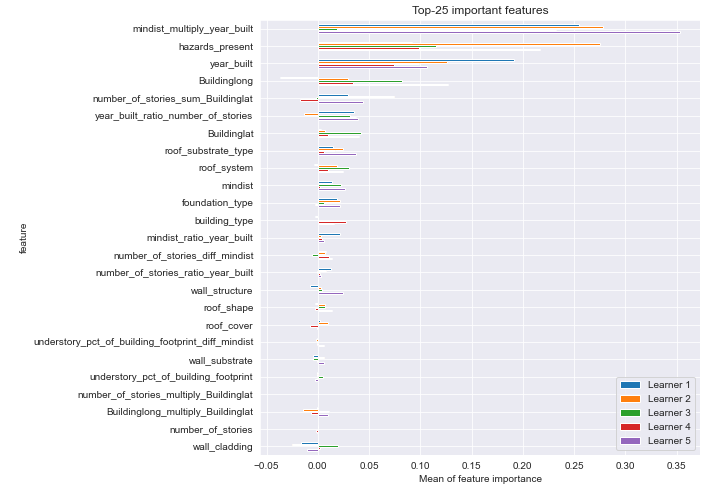 Top-25 important features
mindist_multiply_year_built
hazards_present
year_built
Buildinglong
number_of_stories_sum_Buildinglat
year_built_ratio_number_of_stories
Buildinglat
roof_substrate_type
roof_system
mindist
foundation_type
building_type
mindist_ratio_year_built
number_of_stories_diff_mindist
number_of_stories_ratio_year_built
wall_structure
roof_shape
roof_cover
understory_pct_of_building_footprint_diff_mindist
wall_substrate
understory_pct_of_building_footprint
number_of_stories_multiply_Buildinglat
Buildinglong_multiply_Buildinglat
number_of_stories
wall_cladding
feature
Learner 1
Learner 2
Learner 3
Learner 4
Learner 5
−0.05 0.00 0.05 0.10 0.15 0.20 0.25 0.30 0.35
Mean of feature importance